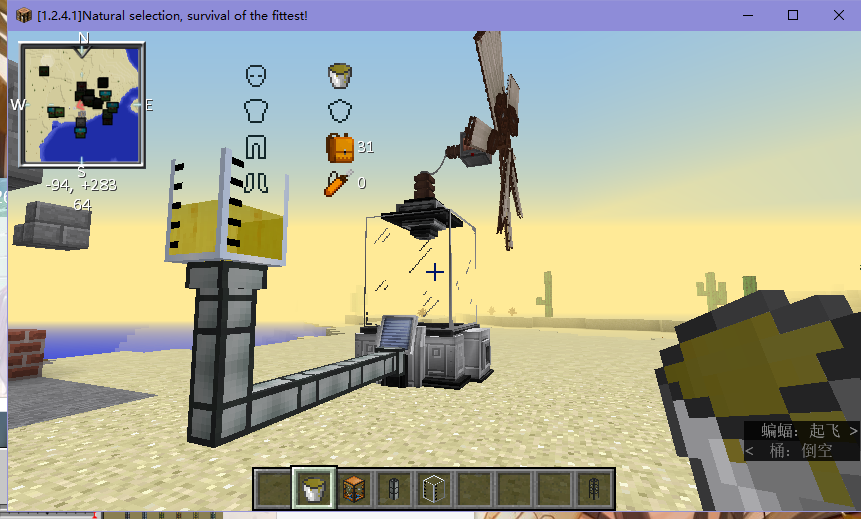 [1.2.4.1]Natural selection, survival of the fittest!
N
W
E
S
-94, +283
64
31
0
蝙蝠: 起飞 >
< 桶: 倒空